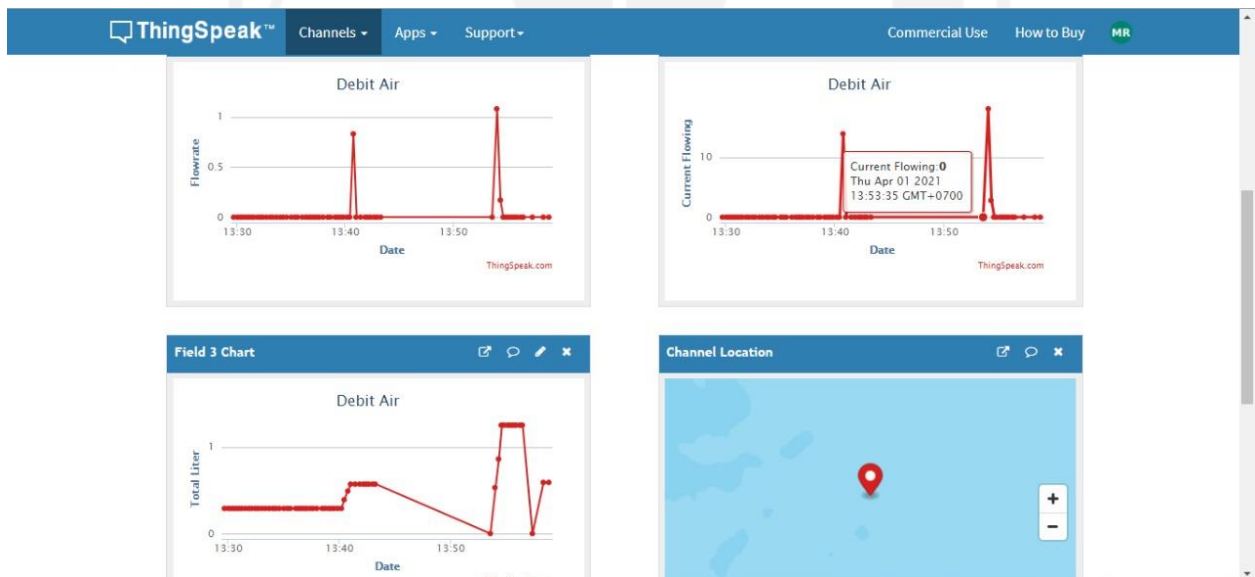 ThingSpeak™ Channels Apps Support Commercial Use How to Buy MR
Debit Air
Flowrate
1
0.5
0
13:30 13:40 13:50
Date
ThingSpeak.com
Debit Air
Current Flowing
10
0
Current Flowing:0
Thu Apr 01 2021
13:53:35 GMT+0700
13:30 13:40 13:50
Date
ThingSpeak.com
Field 3 Chart
Debit Air
Total Liter
1
0
13:30 13:40 13:50
Date
Channel Location
+
−